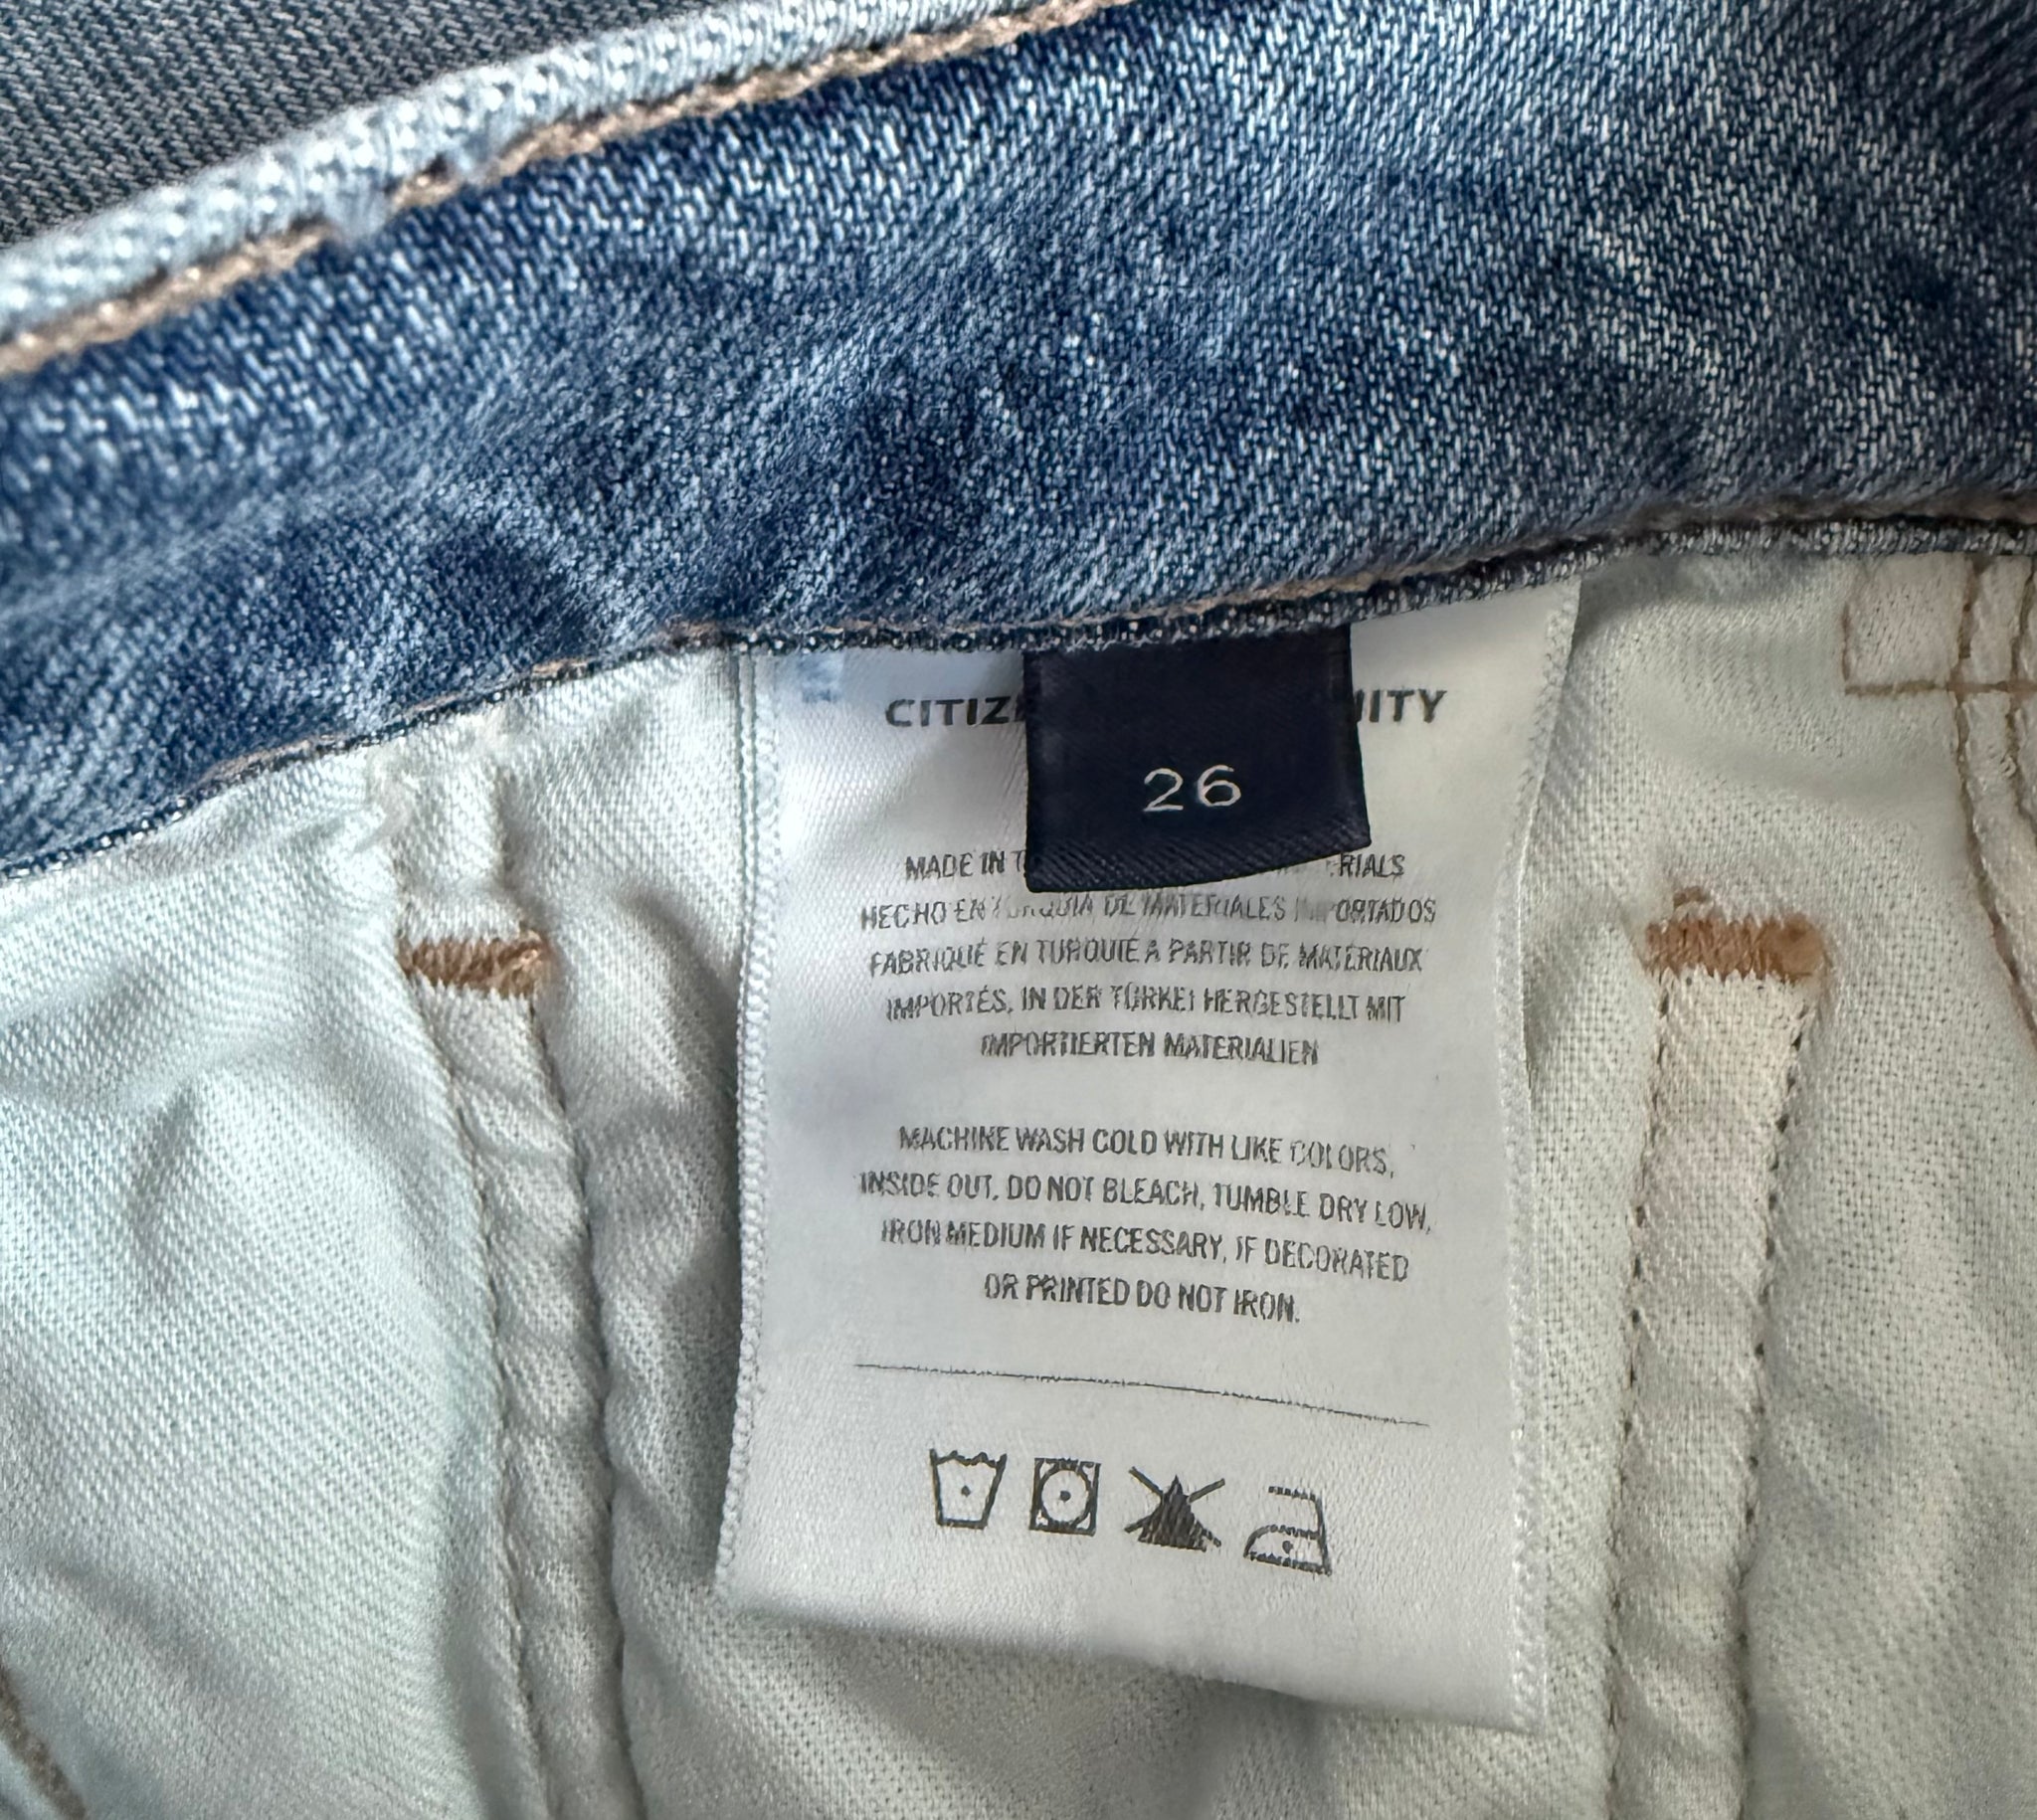 CITIZ NITY
26
MADE IN T RIALS
HECHO EN TURQUIA DE MATERIALES IMPORTADOS
FABRIQUÉ EN TURQUIE A PARTIR DE MATERIAUX
IMPORTÉS, IN DER TÜRKEI HERGESTELLT MIT
IMPORTIERTEN MATERIALIEN
MACHINE WASH COLD WITH LIKE COLORS,
INSIDE OUT, DO NOT BLEACH, TUMBLE DRY LOW,
IRON MEDIUM IF NECESSARY, IF DECORATED
OR PRINTED DO NOT IRON.